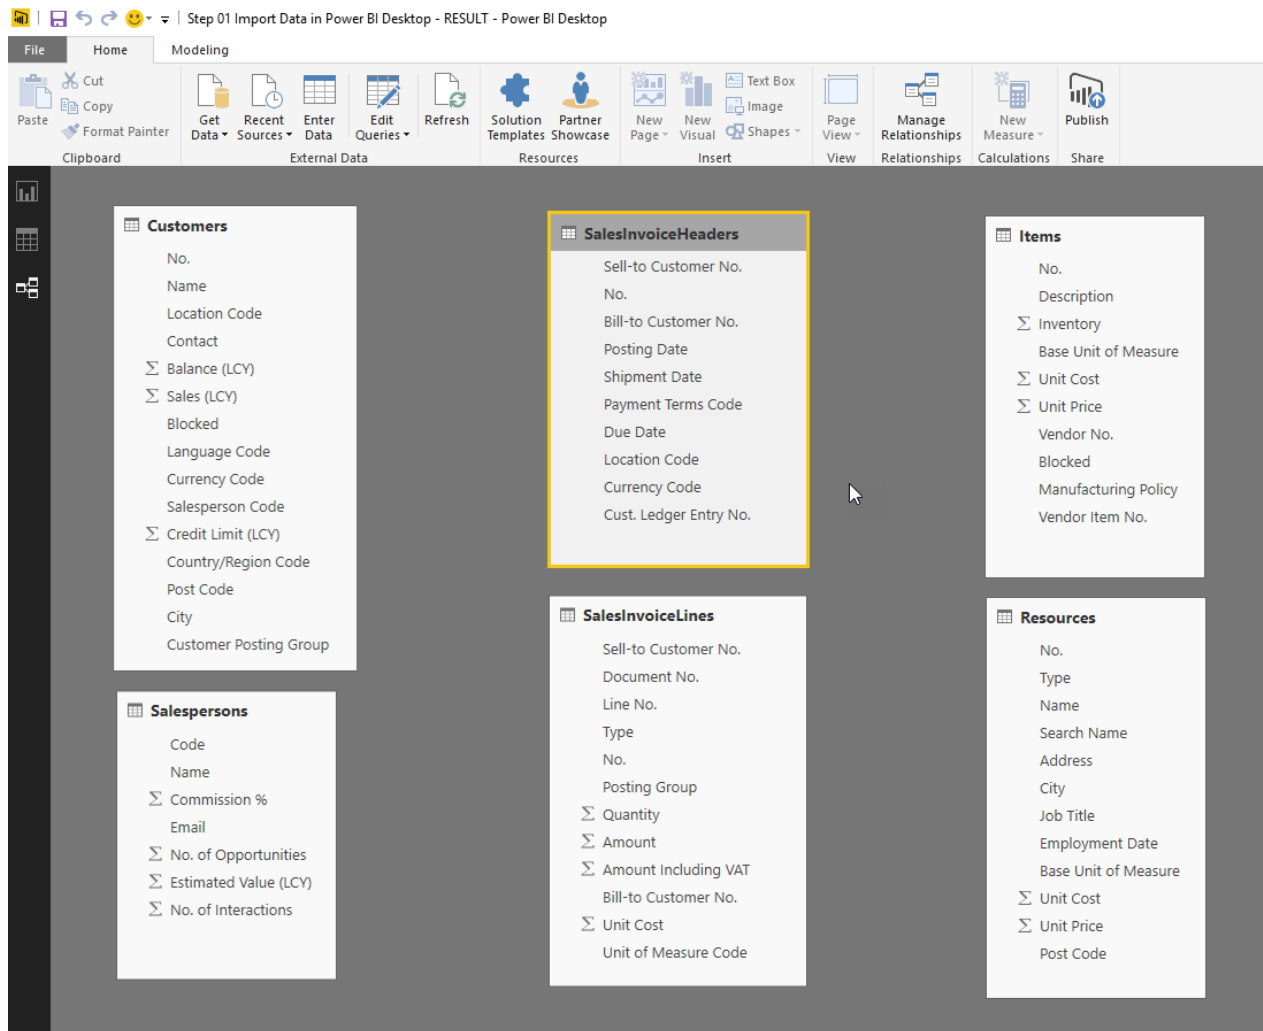 Step 01 Import Data in Power BI Desktop - RESULT - Power BI Desktop
File Home Modeling
Paste
Cut
Copy
Format Painter
Clipboard
Get Data
Recent Sources
Enter Data
Edit Queries
Refresh
External Data
Solution Templates
Partner Showcase
Resources
New Page
New Visual
Text Box
Image
Shapes
Insert
Page View
View
Manage Relationships
Relationships
New Measure
Calculations
Publish
Share
Customers
No.
Name
Location Code
Contact
∑ Balance (LCY)
∑ Sales (LCY)
Blocked
Language Code
Currency Code
Salesperson Code
∑ Credit Limit (LCY)
Country/Region Code
Post Code
City
Customer Posting Group
Salespersons
Code
Name
∑ Commission %
Email
∑ No. of Opportunities
∑ Estimated Value (LCY)
∑ No. of Interactions
SalesInvoiceHeaders
Sell-to Customer No.
No.
Bill-to Customer No.
Posting Date
Shipment Date
Payment Terms Code
Due Date
Location Code
Currency Code
Cust. Ledger Entry No.
SalesInvoiceLines
Sell-to Customer No.
Document No.
Line No.
Type
No.
Posting Group
∑ Quantity
∑ Amount
∑ Amount Including VAT
Bill-to Customer No.
∑ Unit Cost
Unit of Measure Code
Items
No.
Description
∑ Inventory
Base Unit of Measure
∑ Unit Cost
∑ Unit Price
Vendor No.
Blocked
Manufacturing Policy
Vendor Item No.
Resources
No.
Type
Name
Search Name
Address
City
Job Title
Employment Date
Base Unit of Measure
∑ Unit Cost
∑ Unit Price
Post Code